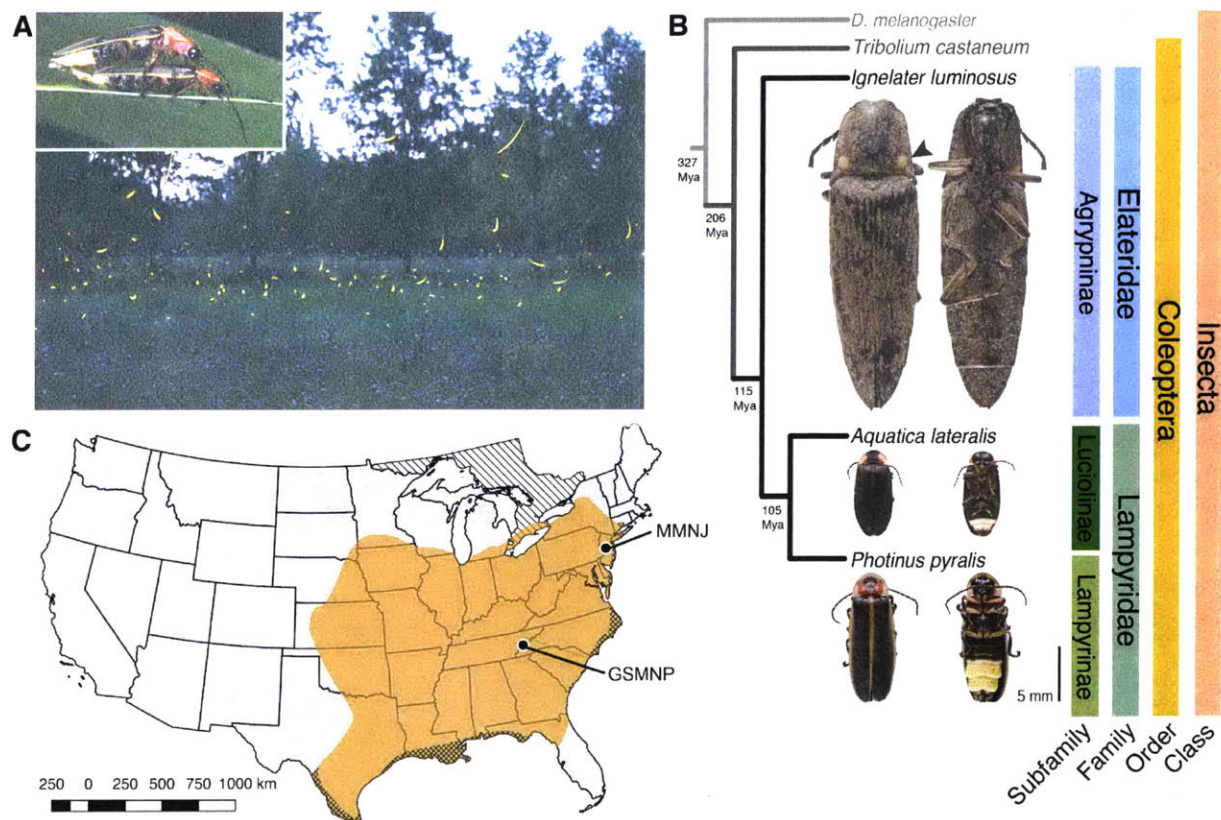 A
B
D. melanogaster
Tribolium castaneum
Ignelater luminosus
327
Mya
206
Mya
115
Mya
Aquatica lateralis
105
Mya
Photinus pyralis
5 mm
Agrypninae
Elateridae
Luciolinae
Lampyridae
Lampyrinae
Coleoptera
Insecta
Subfamily
Family
Order
Class
C
MMNJ
GSMNP
250 0 250 500 750 1000 km